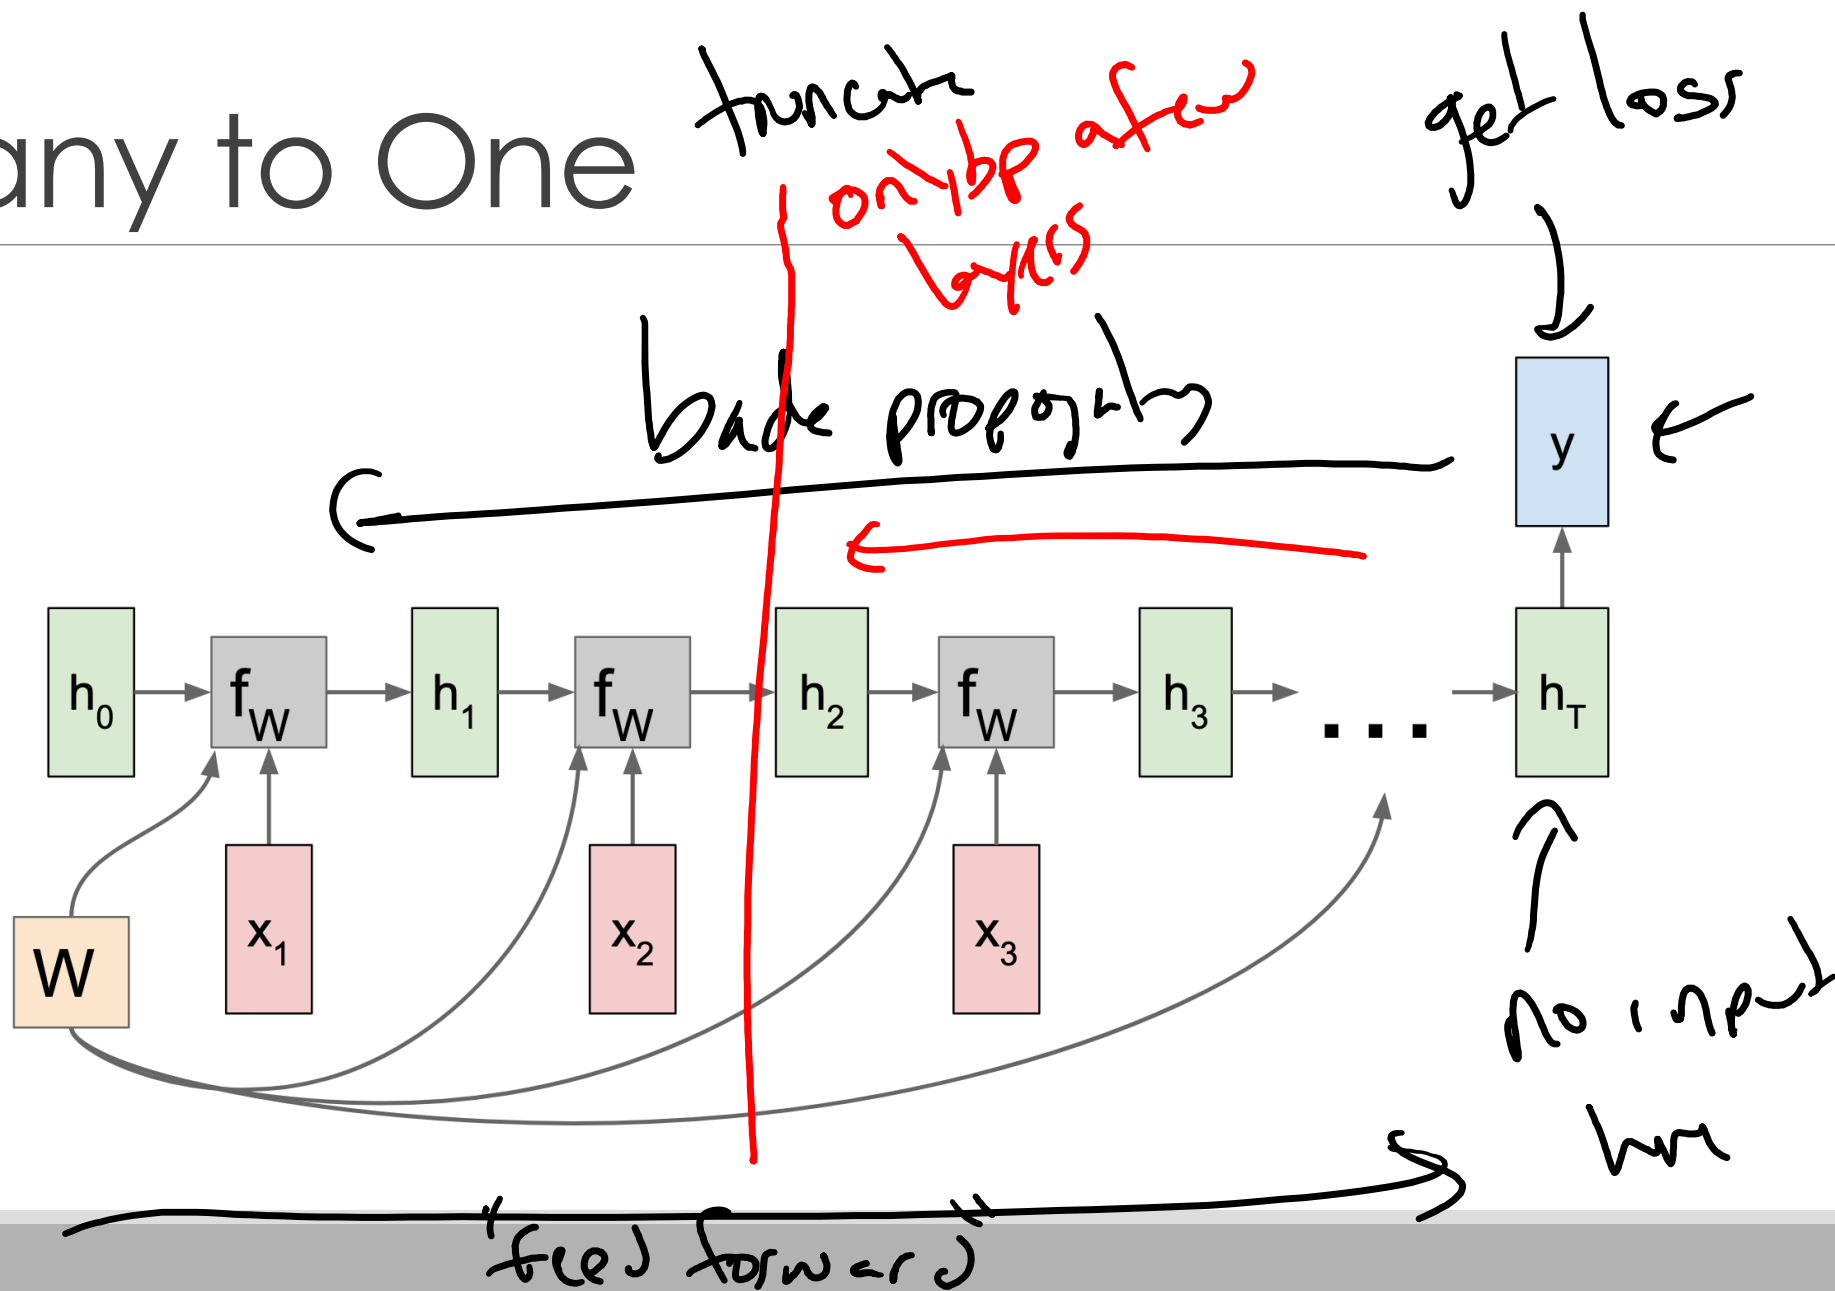 any to One
truncate
only bp a few
layers
get loss
back propogating
y
h0
fW
h1
fW
h2
fW
h3
...
hT
W
x1
x2
x3
no input
here
"feed forward"